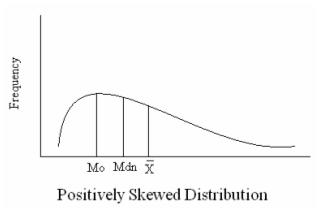 Frequency
Mo Mdn X̄
Positively Skewed Distribution